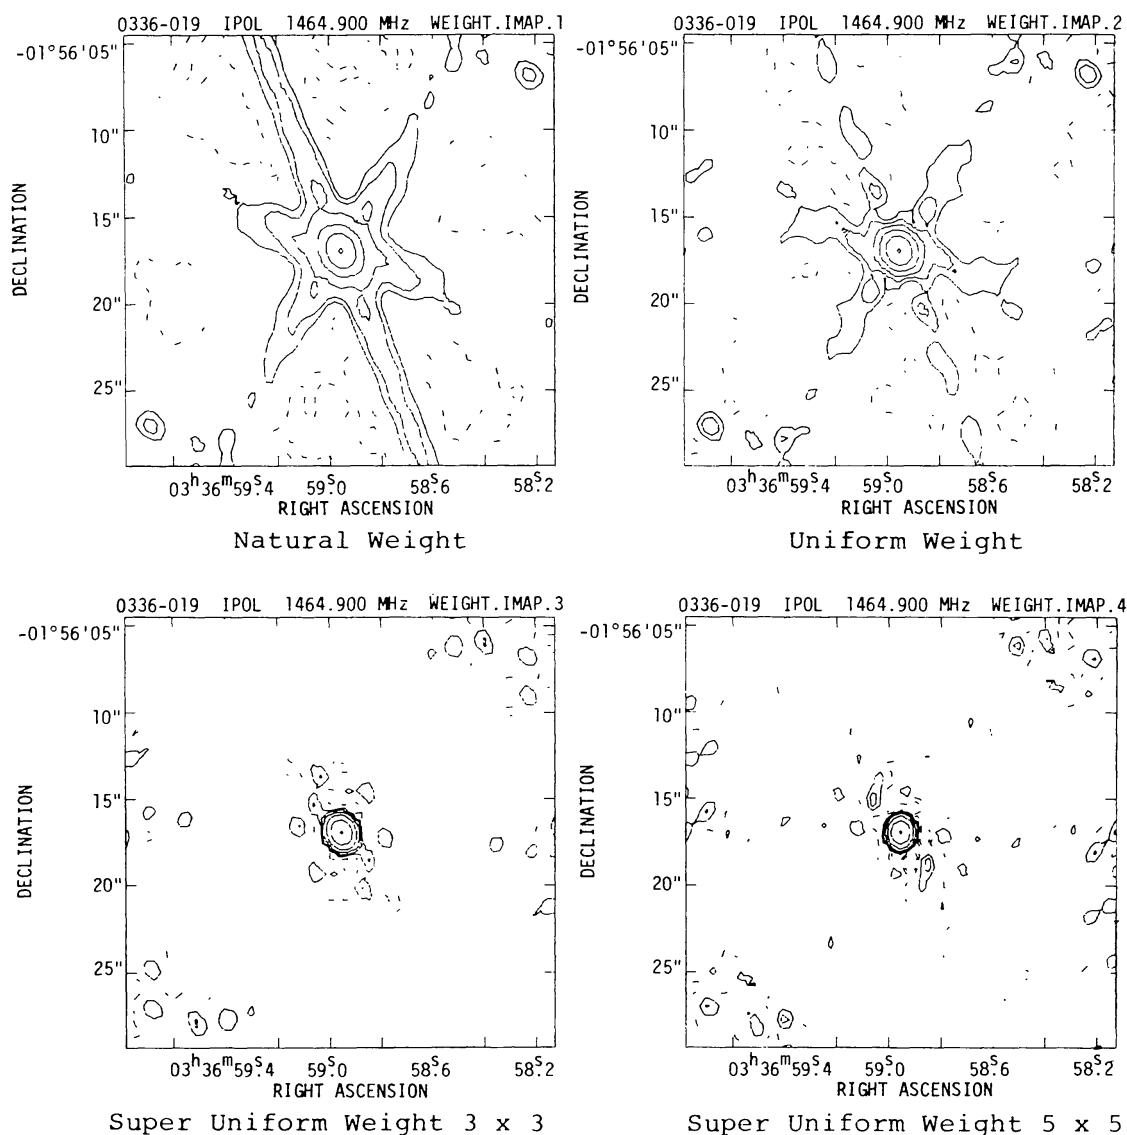 0336-019 IPOL 1464.900 MHz WEIGHT.IMAP.1
-01°56'05"
10"
15"
20"
25"
DECLINATION
03h36m59s.4 59s.0 58s.6 58s.2
RIGHT ASCENSION
Natural Weight
0336-019 IPOL 1464.900 MHz WEIGHT.IMAP.2
-01°56'05"
10"
15"
20"
25"
DECLINATION
03h36m59s.4 59s.0 58s.6 58s.2
RIGHT ASCENSION
Uniform Weight
0336-019 IPOL 1464.900 MHz WEIGHT.IMAP.3
-01°56'05"
10"
15"
20"
25"
DECLINATION
03h36m59s.4 59s.0 58s.6 58s.2
RIGHT ASCENSION
Super Uniform Weight 3 x 3
0336-019 IPOL 1464.900 MHz WEIGHT.IMAP.4
-01°56'05"
10"
15"
20"
25"
DECLINATION
03h36m59s.4 59s.0 58s.6 58s.2
RIGHT ASCENSION
Super Uniform Weight 5 x 5